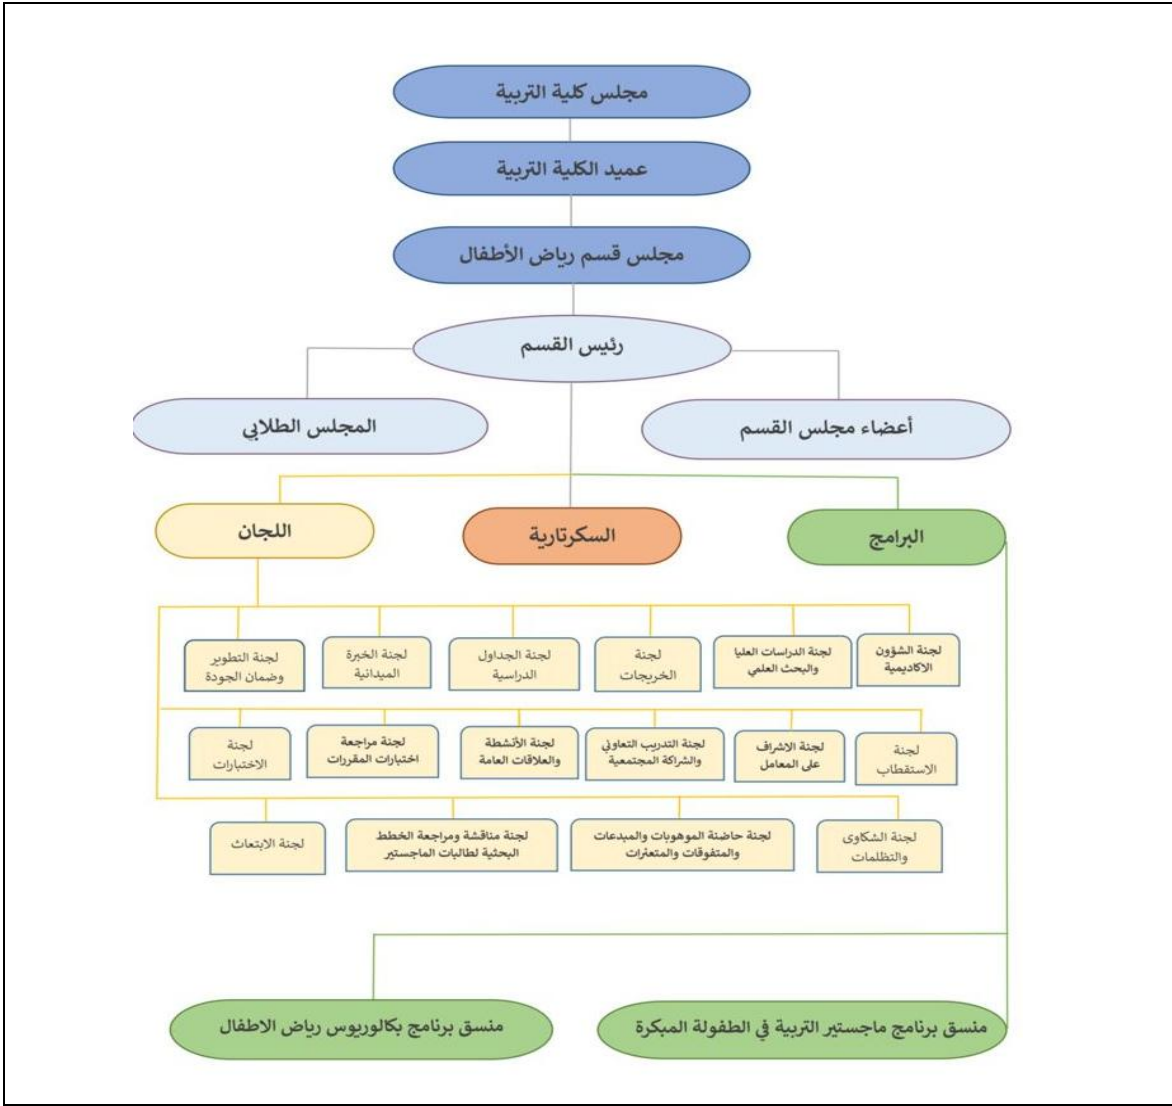 مجلس كلية التربية
عميد الكلية التربية
مجلس قسم رياض الأطفال
رئيس القسم
أعضاء مجلس القسم
المجلس الطلابي
البرامج
السكرتارية
اللجان
لجنة الشؤون
الاكاديمية
لجنة الدراسات العليا
والبحث العلمي
لجنة
الخريجات
لجنة الجداول
الدراسية
لجنة الخبرة
الميدانية
لجنة التطوير
وضمان الجودة
لجنة
الاستقطاب
لجنة الاشراف
على المعامل
لجنة التدريب التعاوني
والشراكة المجتمعية
لجنة الأنشطة
والعلاقات العامة
لجنة مراجعة
اختبارات المقررات
لجنة
الاختبارات
لجنة الشكاوى
والتظلمات
لجنة حاضنة الموهوبات والمبدعات
والمتفوقات والمتعثرات
لجنة مناقشة ومراجعة الخطط
البحثية لطالبات الماجستير
لجنة الابتعاث
منسق برنامج ماجستير التربية في الطفولة المبكرة
منسق برنامج بكالوريوس رياض الاطفال